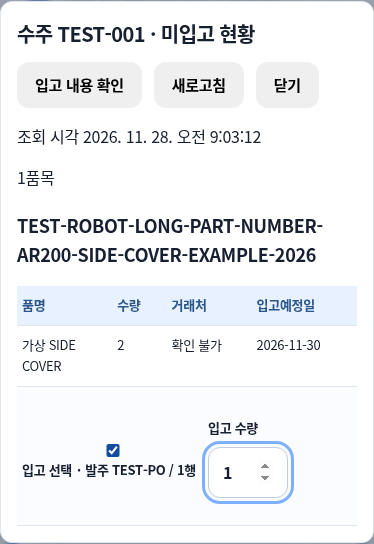 수주 TEST-001 · 미입고 현황
입고 내용 확인 새로고침 닫기
조회 시각 2026. 11. 28. 오전 9:03:12
1품목
TEST-ROBOT-LONG-PART-NUMBER-
AR200-SIDE-COVER-EXAMPLE-2026
품명 수량 거래처 입고예정일
가상 SIDE 2 확인 불가 2026-11-30
COVER
입고 수량
입고 선택 · 발주 TEST-PO / 1행 1